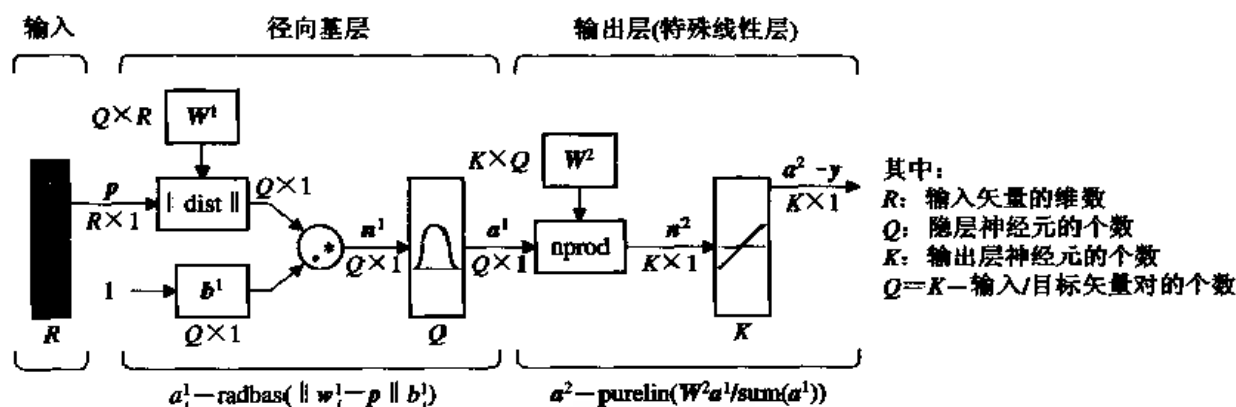 输入 径向基层 输出层(特殊线性层)
Q×R W¹
K×Q W²
p
R×1
‖ dist ‖
Q×1
.*
n¹
Q×1
a¹
Q×1
nprod
n²
K×1
a²-y
K×1
1 b¹
Q×1
R Q K
其中:
R: 输入矢量的维数
Q: 隐层神经元的个数
K: 输出层神经元的个数
Q=K-输入/目标矢量对的个数
aᵢ¹-radbas(‖wᵢ¹-p‖bᵢ¹) a²-purelin(W²a¹/sum(a¹))